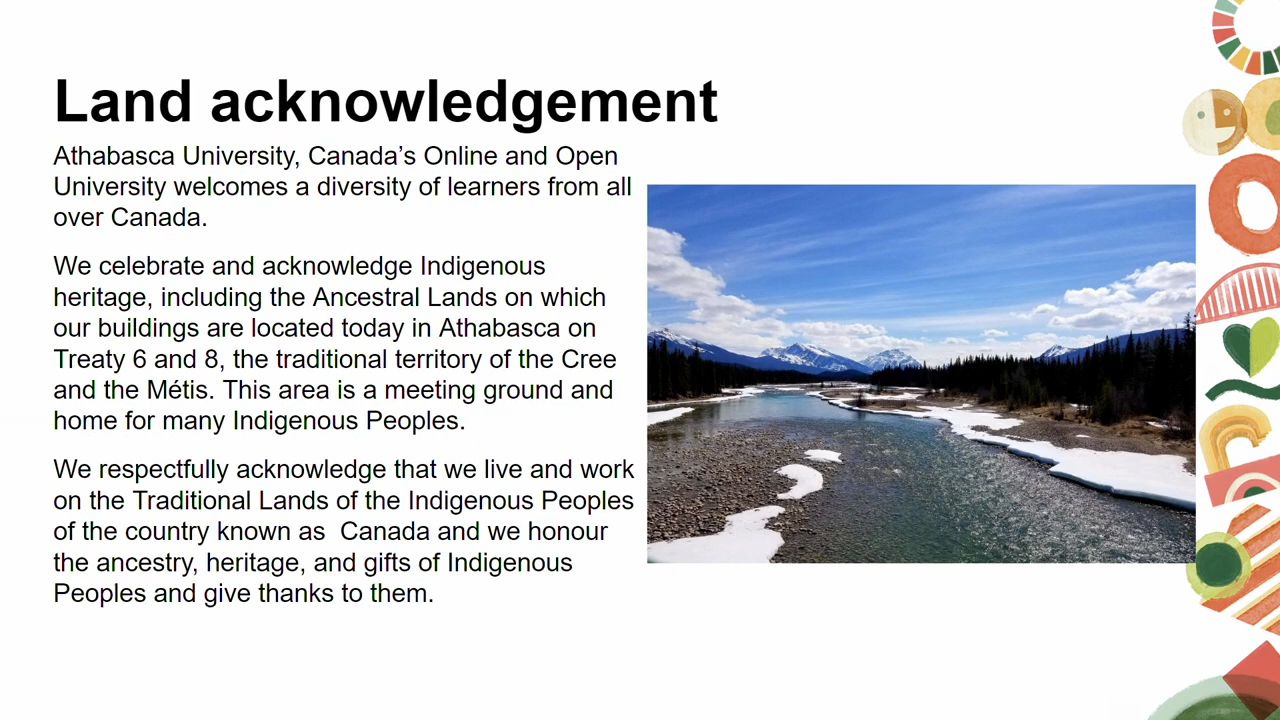 Land acknowledgement
Athabasca University, Canada’s Online and Open
University welcomes a diversity of learners from all
over Canada.
We celebrate and acknowledge Indigenous
heritage, including the Ancestral Lands on which
our buildings are located today in Athabasca on
Treaty 6 and 8, the traditional territory of the Cree
and the Métis. This area is a meeting ground and
home for many Indigenous Peoples.
We respectfully acknowledge that we live and work
on the Traditional Lands of the Indigenous Peoples
of the country known as  Canada and we honour
the ancestry, heritage, and gifts of Indigenous
Peoples and give thanks to them.